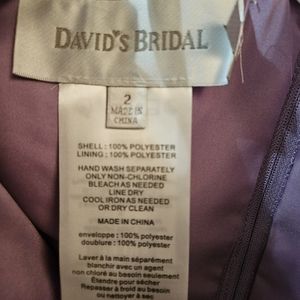 DAVID'S BRIDAL
2
MADE IN
CHINA
SHELL : 100% POLYESTER
LINING : 100% POLYESTER
HAND WASH SEPARATELY
ONLY NON-CHLORINE
BLEACH AS NEEDED
LINE DRY
COOL IRON AS NEEDED
OR DRY CLEAN
MADE IN CHINA
enveloppe : 100% polyester
doublure : 100% polyester
Laver à la main séparément
blanchir avec un agent
non chloré au besoin seulement
Étendre pour sécher
Repasser à froid au besoin
ou nettoyer à sec